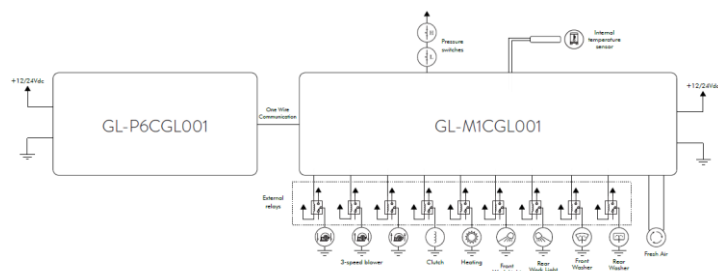 Pressure
switches
Internal
temperature
sensor
+12/24Vdc
+12/24Vdc
GL-P6CGL001
One Wire
Communication
GL-M1CGL001
External
relays
3-speed blower
Clutch
Heating
Front
Rear
Work Light
Front
Washer
Rear
Washer
Fresh Air